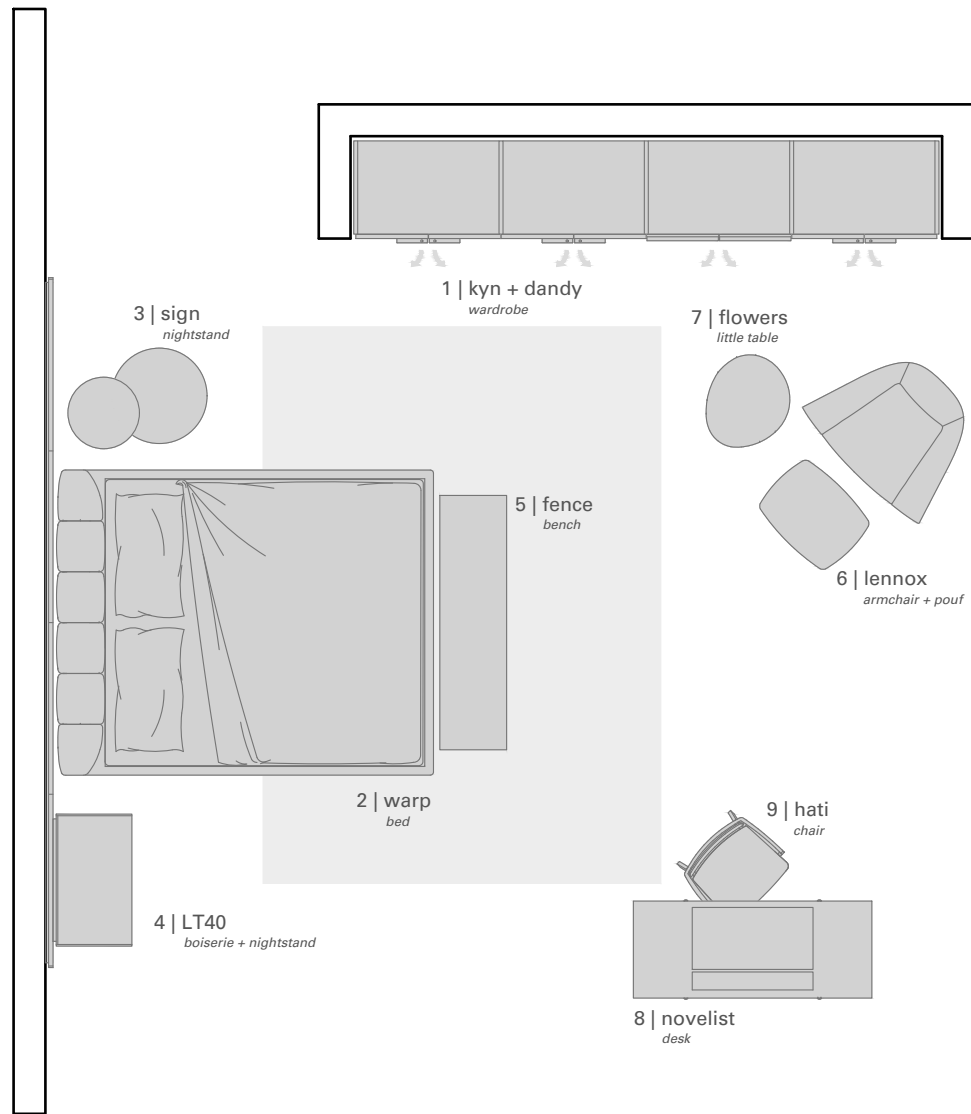 1 | kyn + dandy
wardrobe
3 | sign
nightstand
7 | flowers
little table
5 | fence
bench
6 | lennox
armchair + pouf
2 | warp
bed
9 | hati
chair
4 | LT40
boiserie + nightstand
8 | novelist
desk